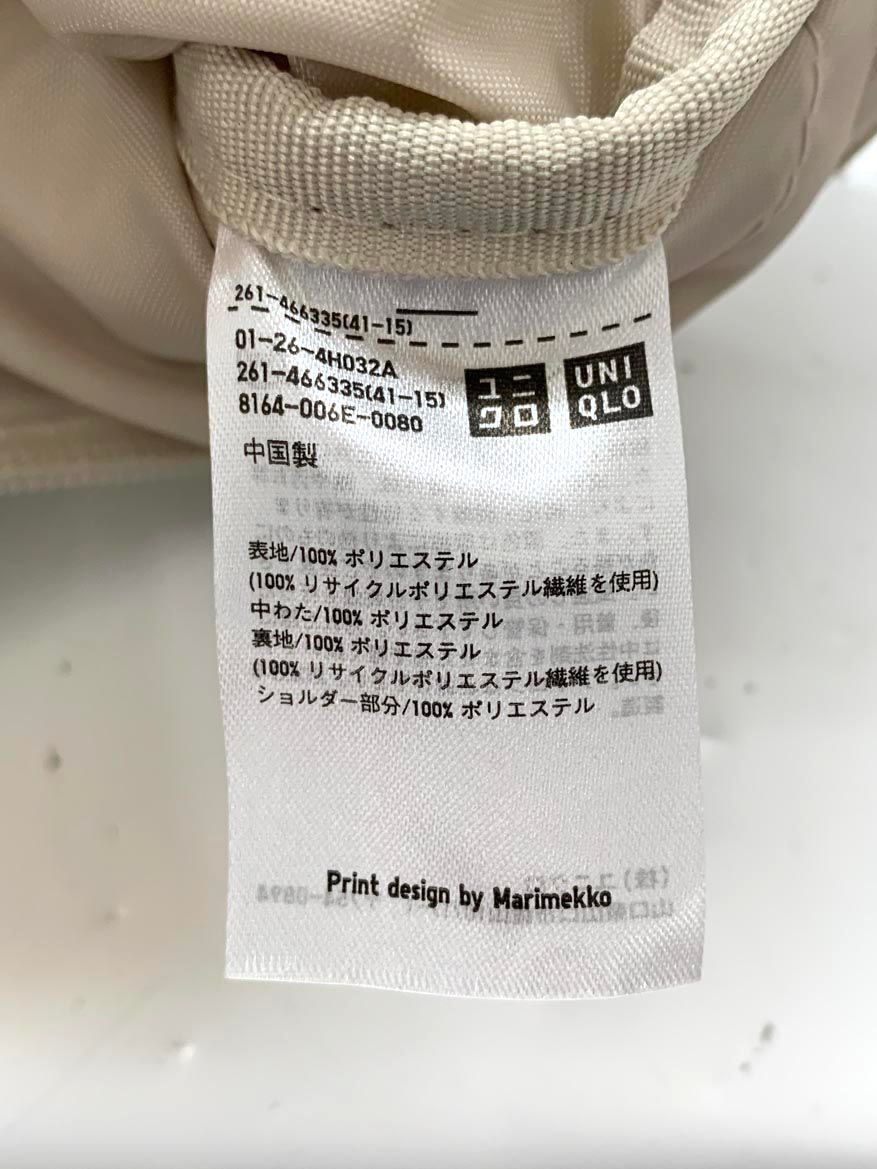 261-466335(41-15)
01-26-4H032A
261-466335(41-15)
8164-006E-0080
ユニ
クロ
UNI
QLO
中国製
表地/100% ポリエステル
(100% リサイクルポリエステル繊維を使用)
中わた/100% ポリエステル
裏地/100% ポリエステル
(100% リサイクルポリエステル繊維を使用)
ショルダー部分/100% ポリエステル
Print design by Marimekko